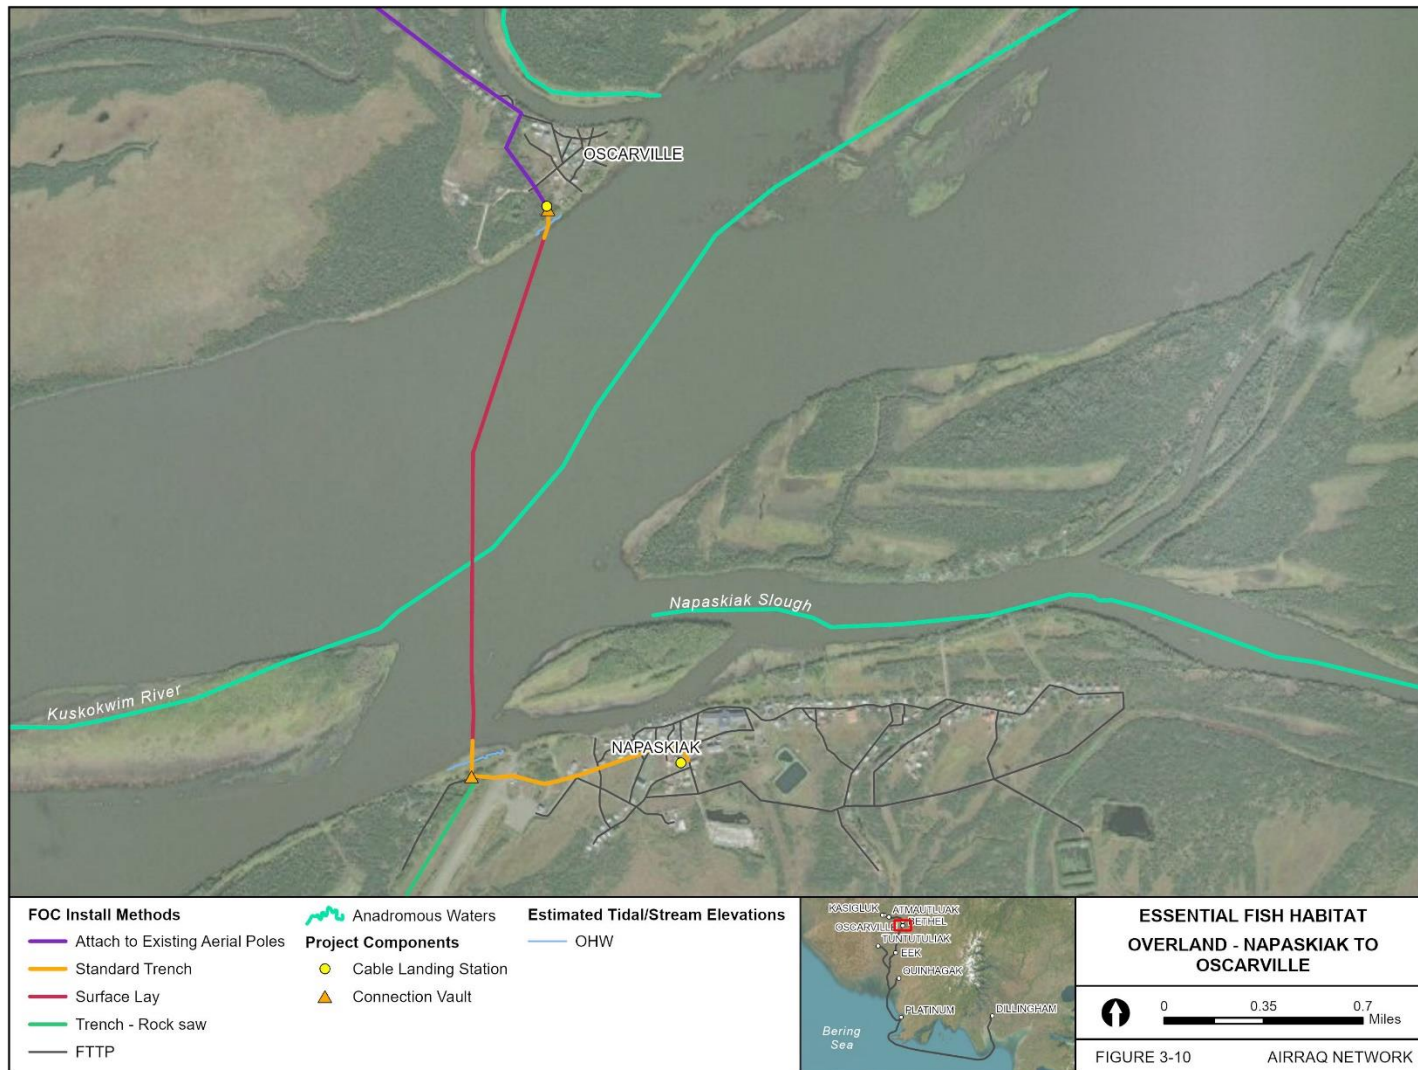 OSCARVILLE
Napaskiak Slough
Kuskokwim River
NAPASKIAK
FOC Install Methods
Attach to Existing Aerial Poles
Standard Trench
Surface Lay
Trench - Rock saw
FTTP
Anadromous Waters
Project Components
Cable Landing Station
Connection Vault
Estimated Tidal/Stream Elevations
OHW
KASIGLUK
ATMAUTLUAK
BETHEL
OSCARVILLE
TUNTUTULIAK
EEK
QUINHAGAK
PLATINUM
DILLINGHAM
Bering
Sea
ESSENTIAL FISH HABITAT
OVERLAND - NAPASKIAK TO
OSCARVILLE
0 0.35 0.7
Miles
FIGURE 3-10 AIRRAQ NETWORK